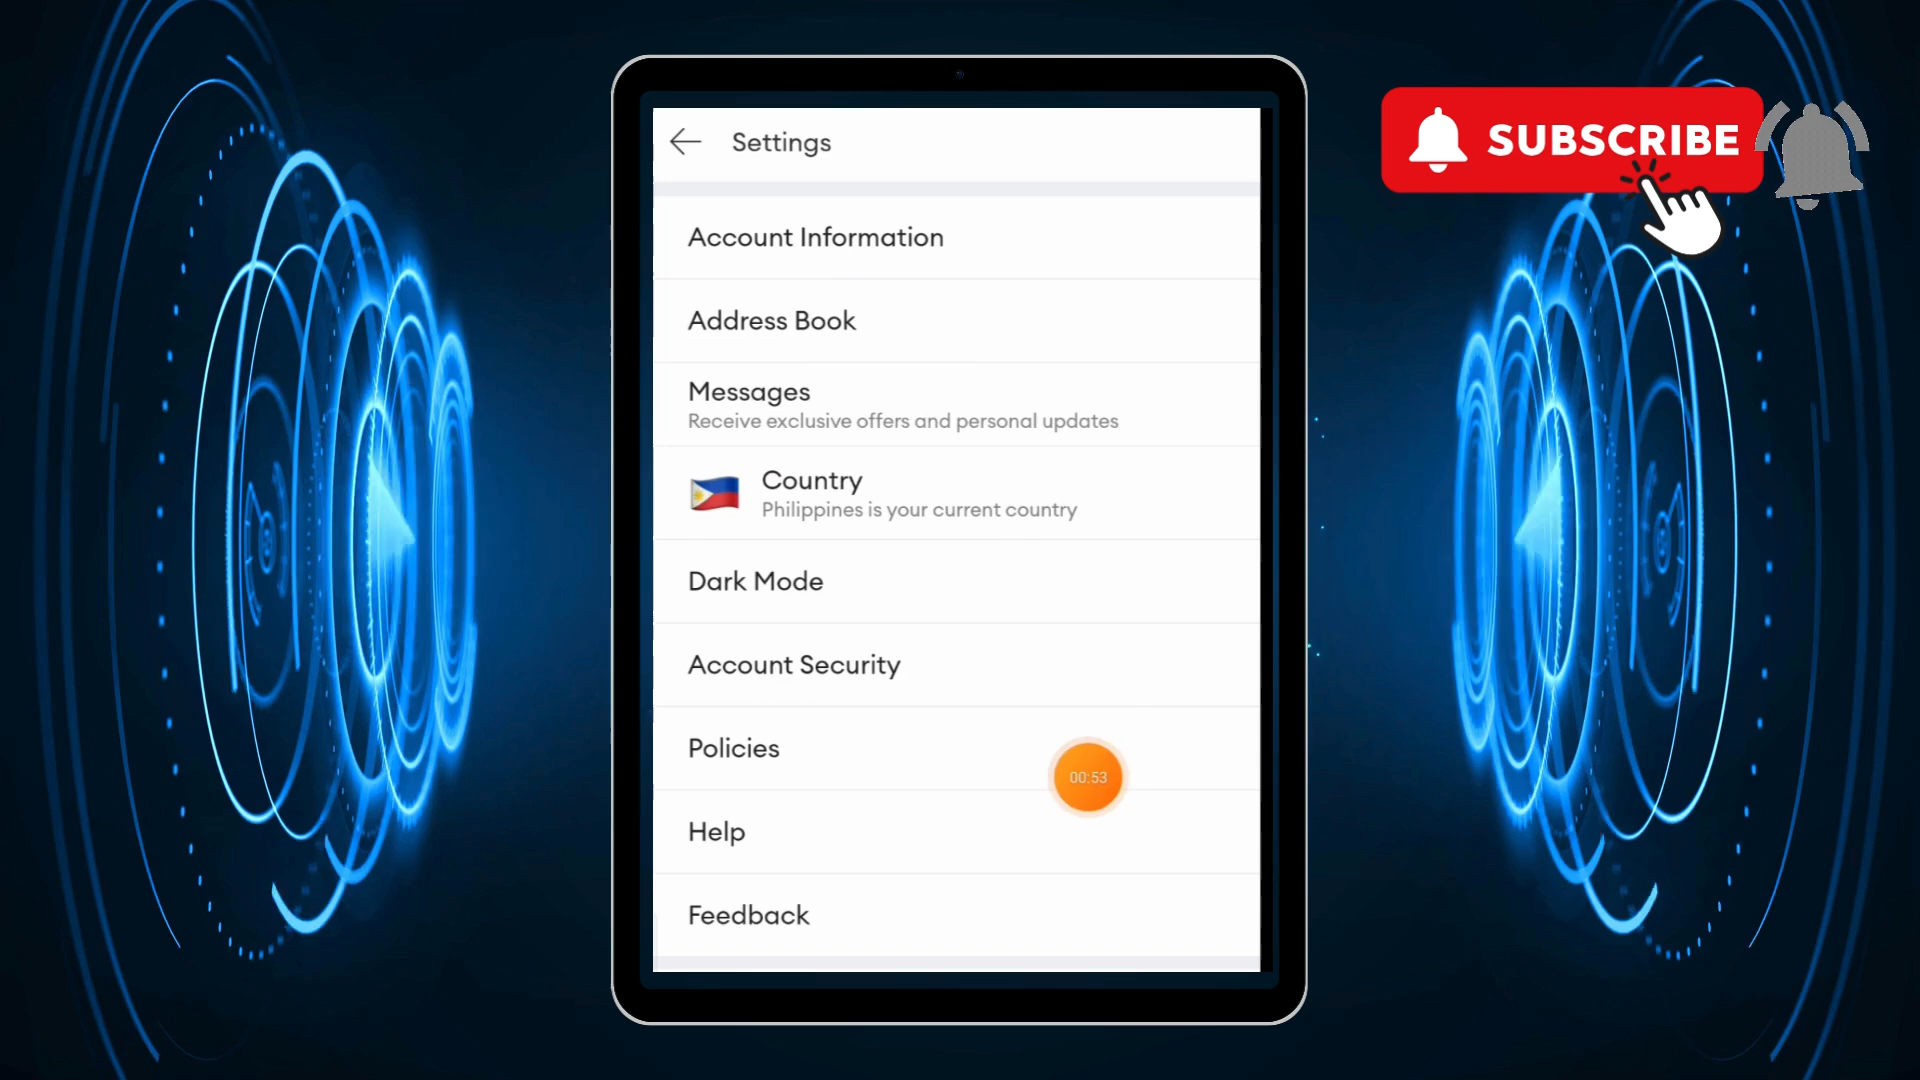 Settings
SUBSCRIBE
Account Information
Address Book
Messages
Receive exclusive offers and personal updates
Country
Philippines is your current country
Dark Mode
Account Security
Policies
00:53
Help
Feedback